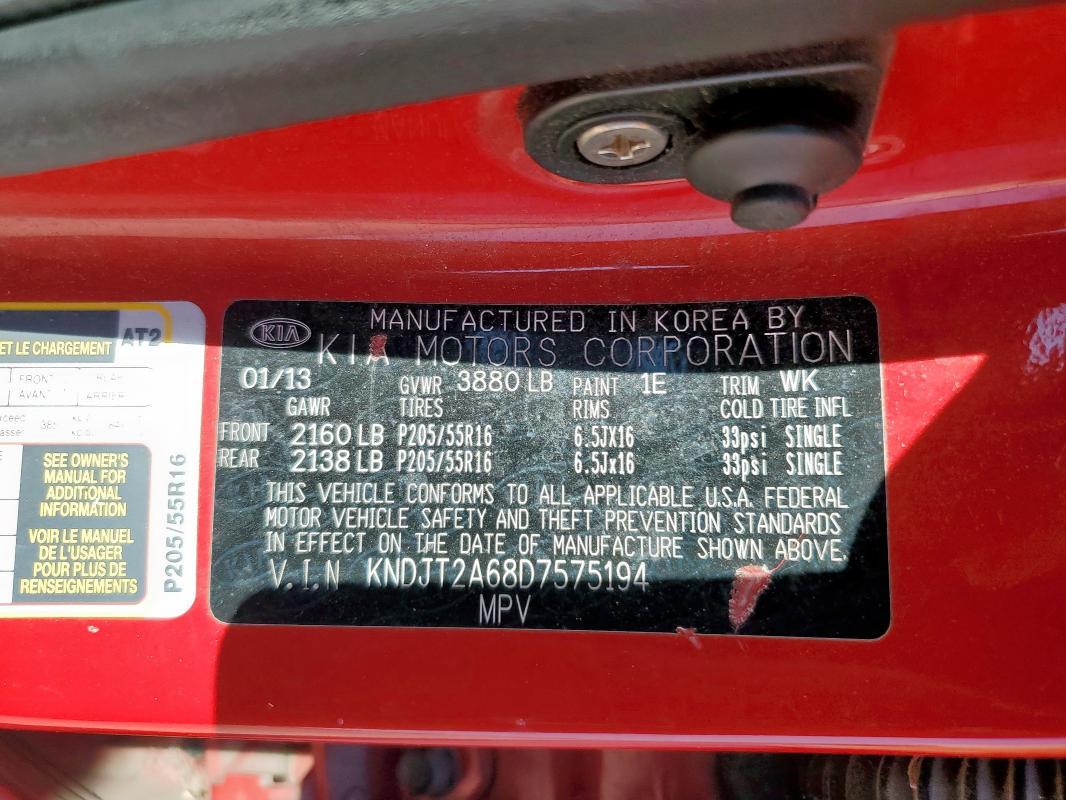 MANUFACTURED IN KOREA BY
KIA KIA MOTORS CORPORATION
01/13 GVWR 3880 LB PAINT 1E TRIM WK
GAWR TIRES RIMS COLD TIRE INFL
FRONT 2160 LB P205/55R16 6.5JX16 33psi SINGLE
REAR 2138 LB P205/55R16 6.5Jx16 33psi SINGLE
THIS VEHICLE CONFORMS TO ALL APPLICABLE U.S.A. FEDERAL
MOTOR VEHICLE SAFETY AND THEFT PREVENTION STANDARDS
IN EFFECT ON THE DATE OF MANUFACTURE SHOWN ABOVE.
V.I.N KNDJT2A68D7575194
MPV
ET LE CHARGEMENT AT2
FRONT REAR
AVANT ARRIÈRE
SEE OWNER'S
MANUAL FOR
ADDITIONAL
INFORMATION
VOIR LE MANUEL
DE L'USAGER
POUR PLUS DE
RENSEIGNEMENTS
P205/55R16